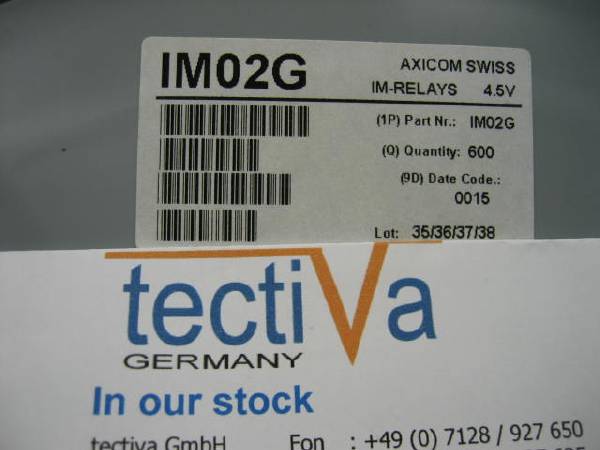 IM02G
AXICOM SWISS
IM-RELAYS 4.5V
(1P) Part Nr.: IM02G
(Q) Quantity: 600
(9D) Date Code.:
0015
Lot: 35/36/37/38
tectiVa
GERMANY
In our stock
tectiva GmbH Fon : +49 (0) 7128 / 927 650